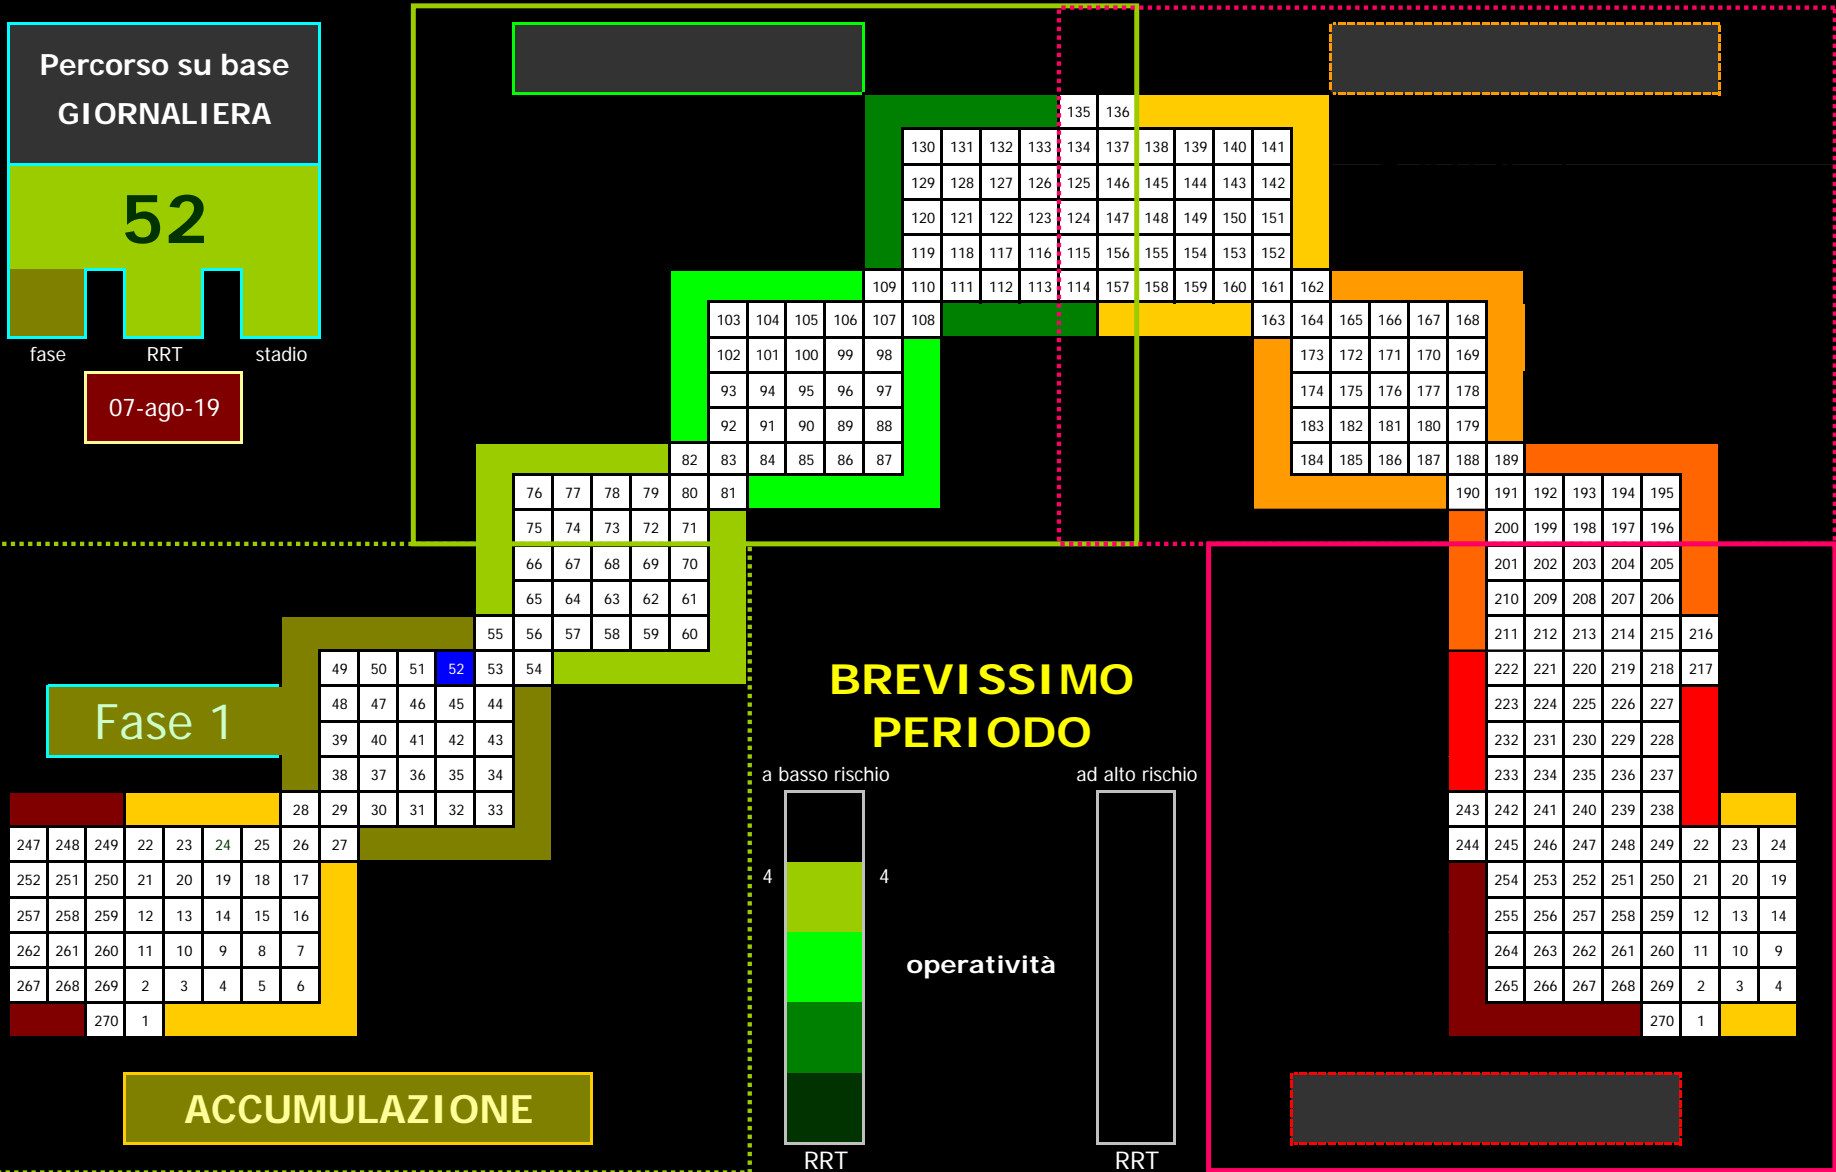 Percorso su base
GIORNALIERA
52
fase RRT stadio
07-ago-19
135 136
130 131 132 133 134 137 138 139 140 141
129 128 127 126 125 146 145 144 143 142
120 121 122 123 124 147 148 149 150 151
119 118 117 116 115 156 155 154 153 152
109 110 111 112 113 114 157 158 159 160 161 162
103 104 105 106 107 108 163 164 165 166 167 168
102 101 100 99 98 173 172 171 170 169
93 94 95 96 97 174 175 176 177 178
92 91 90 89 88 183 182 181 180 179
82 83 84 85 86 87 184 185 186 187 188 189
76 77 78 79 80 81 190 191 192 193 194 195
75 74 73 72 71 200 199 198 197 196
66 67 68 69 70 201 202 203 204 205
65 64 63 62 61 210 209 208 207 206
55 56 57 58 59 60 211 212 213 214 215 216
49 50 51 52 53 54 222 221 220 219 218 217
48 47 46 45 44 223 224 225 226 227
39 40 41 42 43 232 231 230 229 228
38 37 36 35 34 233 234 235 236 237
28 29 30 31 32 33 243 242 241 240 239 238
247 248 249 22 23 24 25 26 27 244 245 246 247 248 249 22 23 24
252 251 250 21 20 19 18 17 254 253 252 251 250 21 20 19
257 258 259 12 13 14 15 16 255 256 257 258 259 12 13 14
262 261 260 11 10 9 8 7 264 263 262 261 260 11 10 9
267 268 269 2 3 4 5 6 265 266 267 268 269 2 3 4
270 1 270 1
Fase 1
BREVISSIMO
PERIODO
a basso rischio ad alto rischio
4 4
operatività
RRT RRT
ACCUMULAZIONE